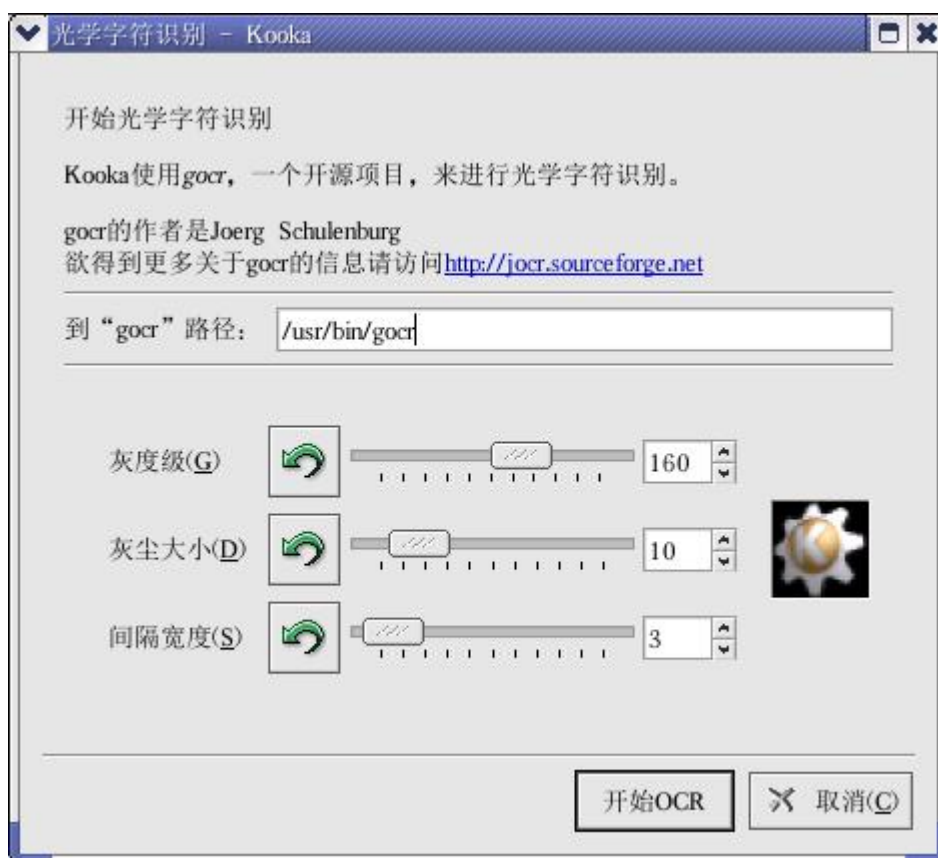 光学字符识别 - Kooka
开始光学字符识别
Kooka使用gocr，一个开源项目，来进行光学字符识别。
gocr的作者是Joerg Schulenburg
欲得到更多关于gocr的信息请访问http://jocr.sourceforge.net
到“gocr”路径： /usr/bin/gocr
灰度级(G) 160
灰尘大小(D) 10
间隔宽度(S) 3
K
开始OCR 取消(C)